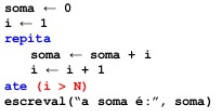 soma ← 0
i ← 1
repita
soma ← soma + i
i ← i + 1
ate (i > N)
escreval("a soma é:", soma)